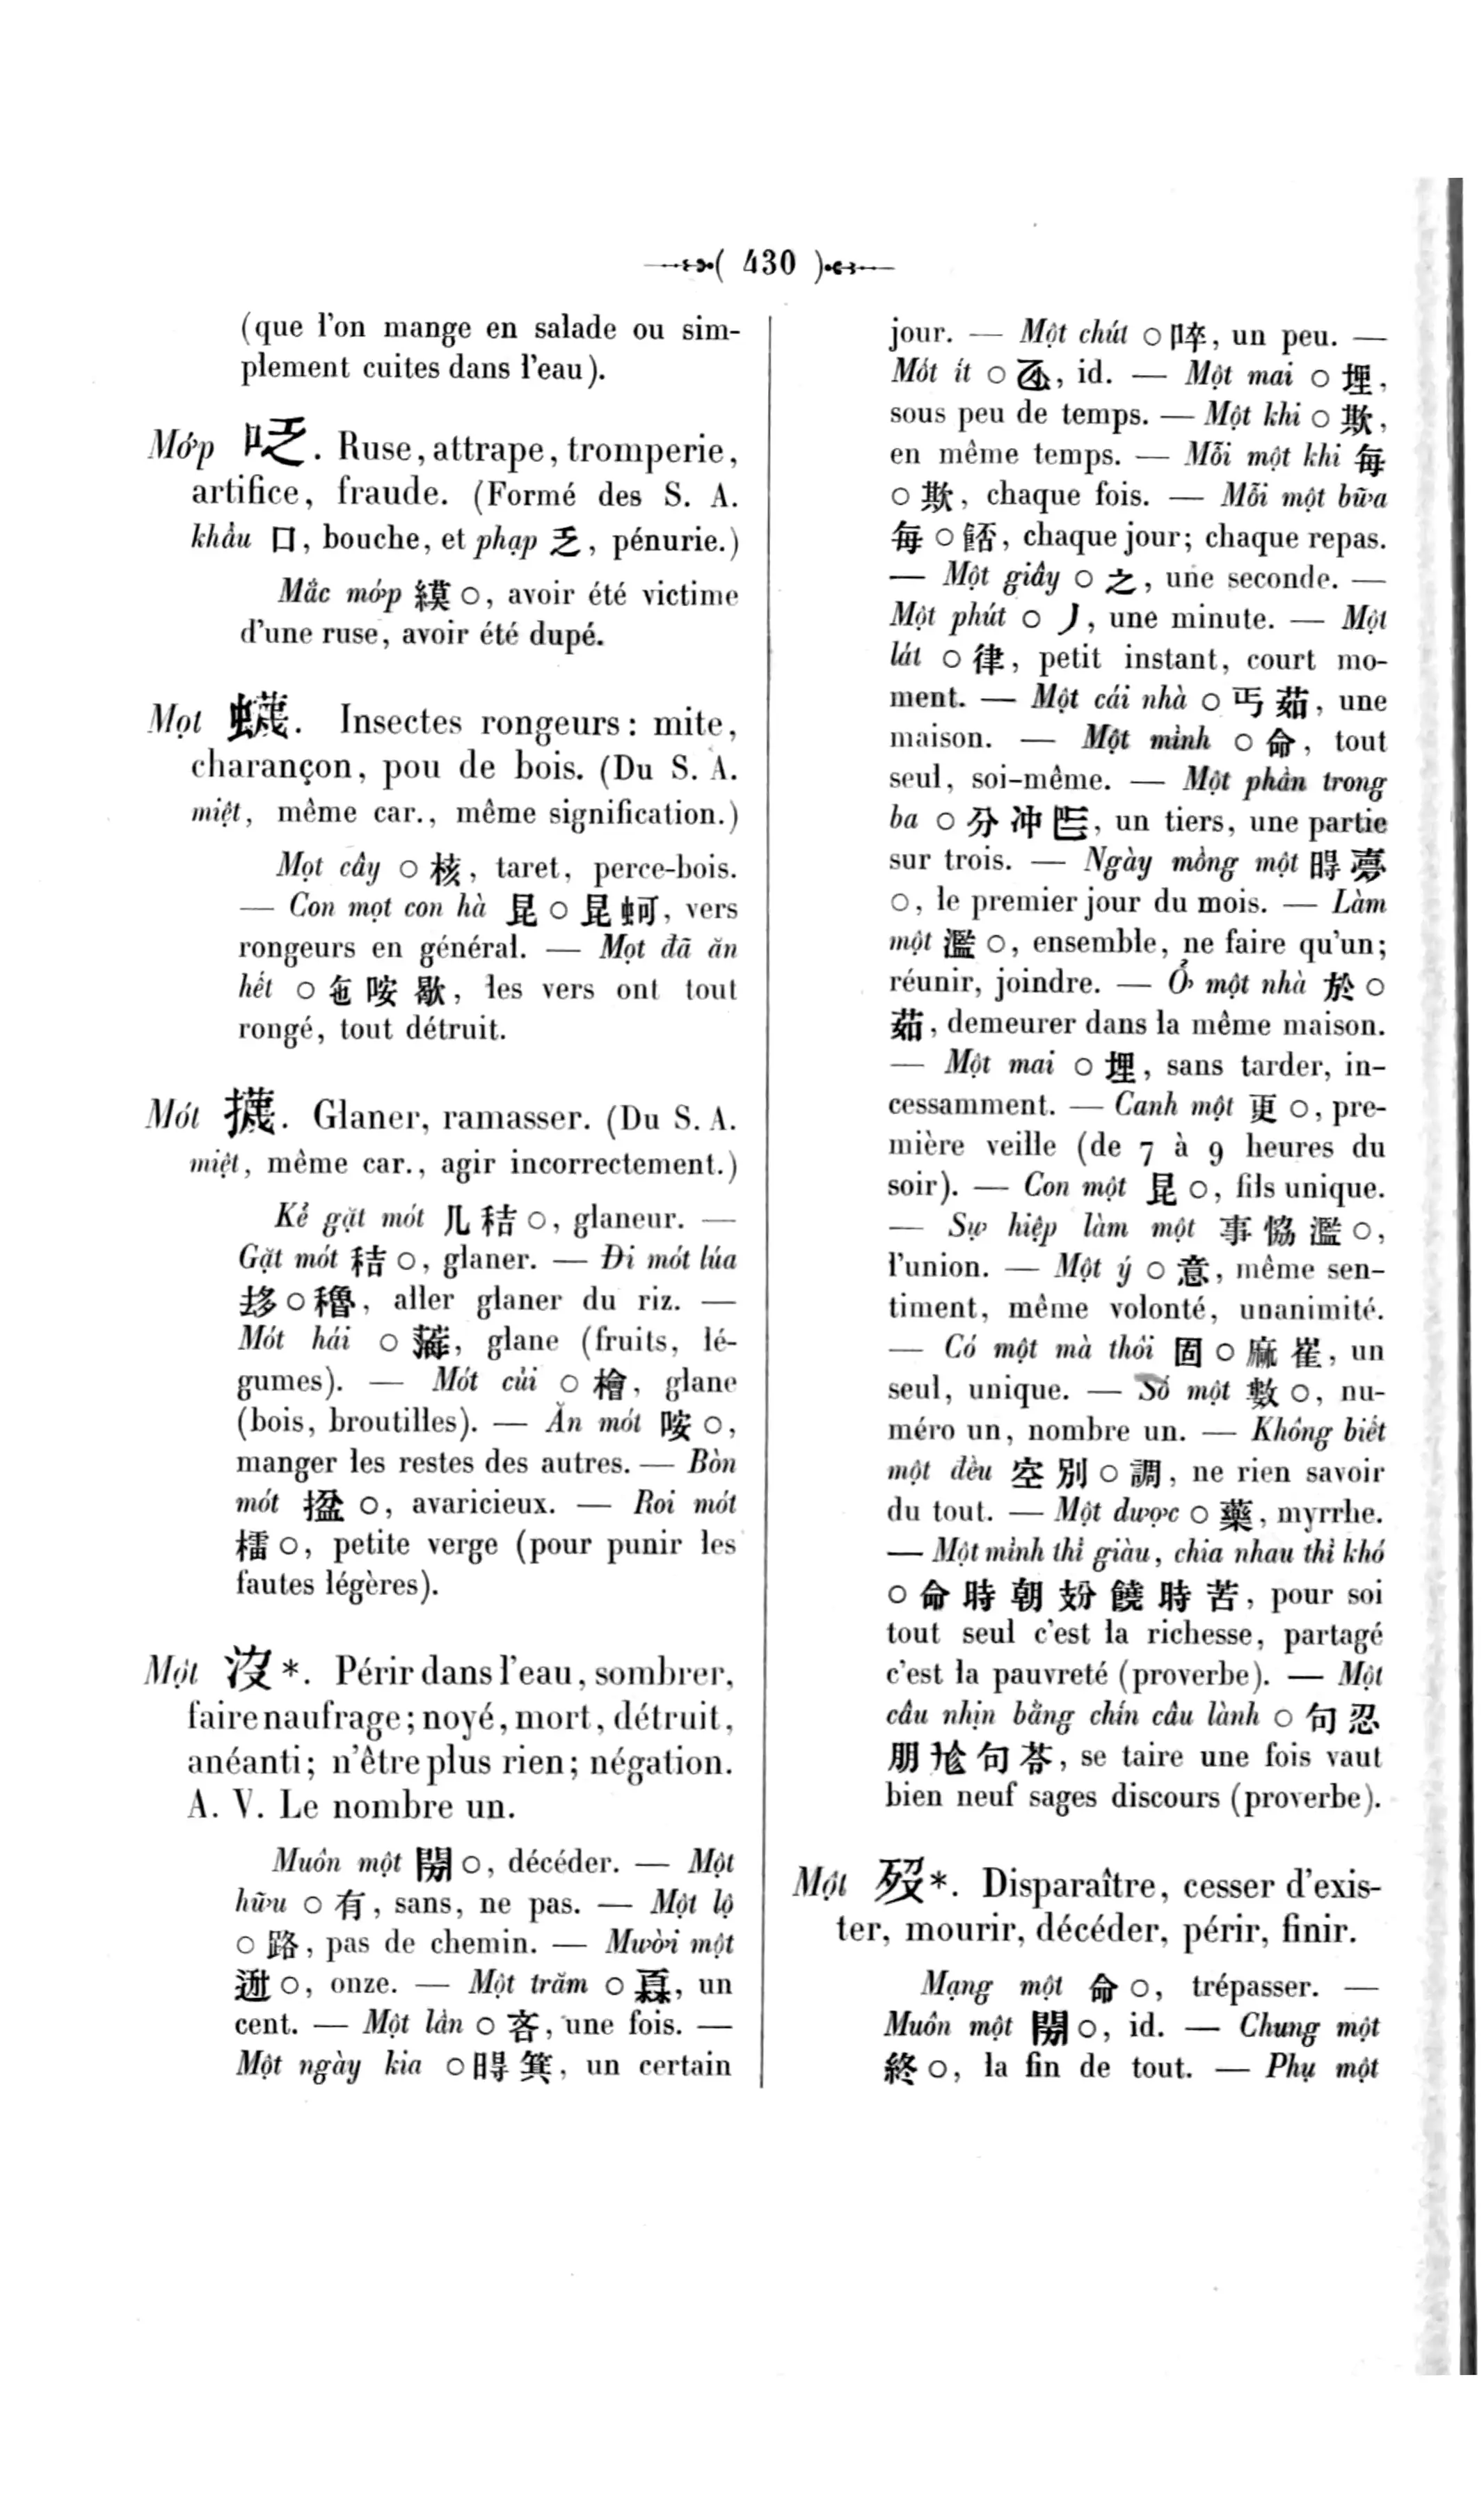 ( 430 )
(que l'on mange en salade ou sim-
plement cuites dans l'eau).
Mớp 𠵌. Ruse, attrape, tromperie,
artifice, fraude. (Formé des S. A.
khẩu 口, bouche, et phạp 乏, pénurie.)
Mắc mớp 縸 ○, avoir été victime
d'une ruse, avoir été dupé.
Mọt 蠛. Insectes rongeurs: mite,
charançon, pou de bois. (Du S. A.
miệt, même car., même signification.)
Mọt cây ○ 核, taret, perce-bois.
— Con mọt con hà 昆 ○ 昆 蚵, vers
rongeurs en général. — Mọt đã ăn
hết ○ 㐌 咹 歇, les vers ont tout
rongé, tout détruit.
Mót 搣. Glaner, ramasser. (Du S. A.
miệt, même car., agir incorrectement.)
Kẻ gặt mót 几 秸 ○, glaneur. —
Gặt mót 秸 ○, glaner. — Đi mót lúa
𠫾 ○ 穭, aller glaner du riz. —
Mót hái ○, glane (fruits, lé-
gumes). — Mót củi ○ 檜, glane
(bois, broutilles). — Ăn mót 咹 ○,
manger les restes des autres. — Bòn
mót ○, avaricieux. — Roi mót
檑 ○, petite verge (pour punir les
fautes légères).
Một 沒 *. Périr dans l'eau, sombrer,
faire naufrage; noyé, mort, détruit,
anéanti; n'être plus rien; négation.
A. V. Le nombre un.
Muôn một 𨷈 ○, décéder. — Một
hữu ○ 有, sans, ne pas. — Một lộ
○ 路, pas de chemin. — Mười một
𨑮 ○, onze. — Một trăm ○ 𤾓, un
cent. — Một lần ○ 吝, une fois. —
Một ngày kia ○ 𣈜 箕, un certain
jour. — Một chút ○ 啐, un peu. —
Mót ít ○, id. — Một mai ○ 埋,
sous peu de temps. — Một khi ○ 欺,
en même temps. — Mỗi một khi 每
○ 欺, chaque fois. — Mỗi một bữa
每 ○, chaque jour; chaque repas.
— Một giây ○ 之, une seconde. —
Một phút ○ 丿, une minute. — Một
lát ○ 律, petit instant, court mo-
ment. — Một cái nhà ○ 丐 茹, une
maison. — Một mình ○ 命, tout
seul, soi-même. — Một phần trong
ba ○ 分 冲 𠀧, un tiers, une partie
sur trois. — Ngày mồng một 𣈜 夢
○, le premier jour du mois. — Làm
một 濫 ○, ensemble, ne faire qu'un;
réunir, joindre. — Ở một nhà 於 ○
茹, demeurer dans la même maison.
— Một mai ○ 埋, sans tarder, in-
cessamment. — Canh một 更 ○, pre-
mière veille (de 7 à 9 heures du
soir). — Con một 昆 ○, fils unique.
— Sự hiệp làm một 事 恊 濫 ○,
l'union. — Một ý ○ 意, même sen-
timent, même volonté, unanimité.
— Có một mà thôi 固 ○ 麻 崔, un
seul, unique. — Số một 數 ○, nu-
méro un, nombre un. — Không biết
một đều 空 別 ○ 調, ne rien savoir
du tout. — Một dược ○ 藥, myrrhe.
— Một mình thì giàu, chia nhau thì khó
○ 命 時 朝 𢺺 饒 時 苦, pour soi
tout seul c'est la richesse, partagé
c'est la pauvreté (proverbe). — Một
câu nhịn bằng chín câu lành ○ 句 忍
朋 𠃩 句 苓, se taire une fois vaut
bien neuf sages discours (proverbe).
Một 歿 *. Disparaître, cesser d'exis-
ter, mourir, décéder, périr, finir.
Mạng một 命 ○, trépasser. —
Muôn một 𨷈 ○, id. — Chung một
終 ○, la fin de tout. — Phụ một